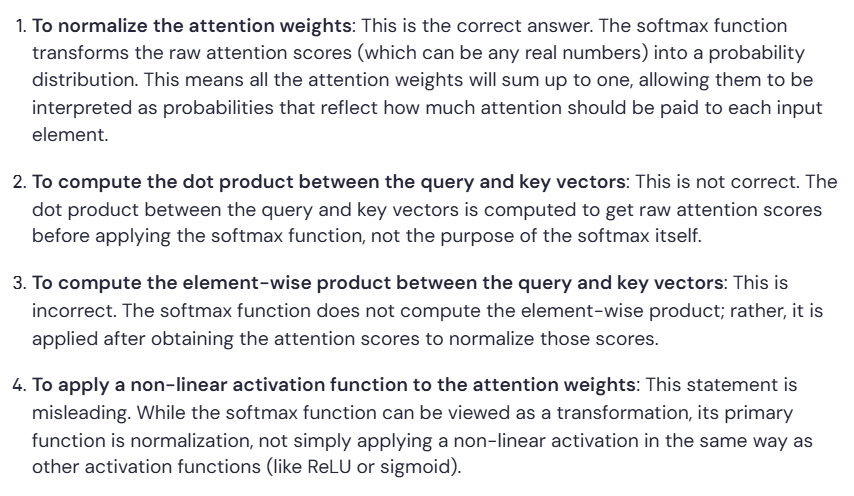 1. To normalize the attention weights: This is the correct answer. The softmax function
transforms the raw attention scores (which can be any real numbers) into a probability
distribution. This means all the attention weights will sum up to one, allowing them to be
interpreted as probabilities that reflect how much attention should be paid to each input
element.
2. To compute the dot product between the query and key vectors: This is not correct. The
dot product between the query and key vectors is computed to get raw attention scores
before applying the softmax function, not the purpose of the softmax itself.
3. To compute the element-wise product between the query and key vectors: This is
incorrect. The softmax function does not compute the element-wise product; rather, it is
applied after obtaining the attention scores to normalize those scores.
4. To apply a non-linear activation function to the attention weights: This statement is
misleading. While the softmax function can be viewed as a transformation, its primary
function is normalization, not simply applying a non-linear activation in the same way as
other activation functions (like ReLU or sigmoid).